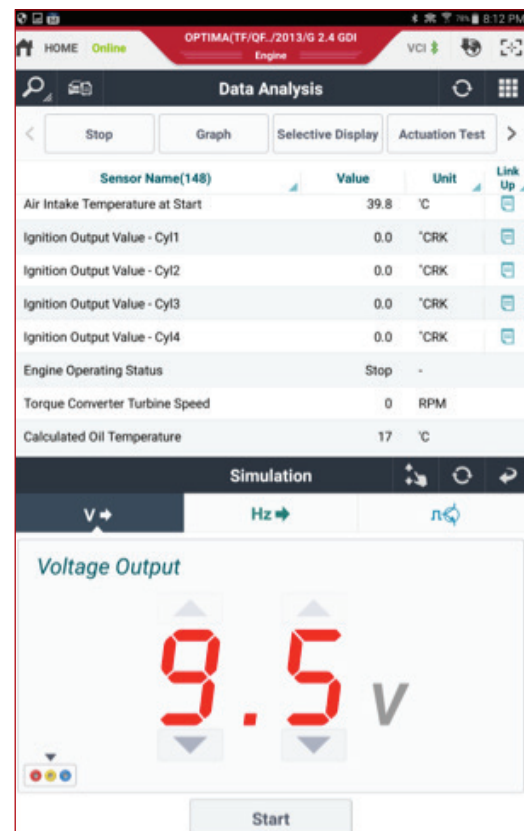 78% 8:12 PM
HOME Online OPTIMA(TF/QF../2013/G 2.4 GDI VCI
Engine
Data Analysis
Stop Graph Selective Display Actuation Test
Sensor Name(148) Value Unit Link Up
Air Intake Temperature at Start 39.8 'C
Ignition Output Value - Cyl1 0.0 °CRK
Ignition Output Value - Cyl2 0.0 °CRK
Ignition Output Value - Cyl3 0.0 °CRK
Ignition Output Value - Cyl4 0.0 °CRK
Engine Operating Status Stop -
Torque Converter Turbine Speed 0 RPM
Calculated Oil Temperature 17 'C
Simulation
V Hz
Voltage Output
9.5 V
Start